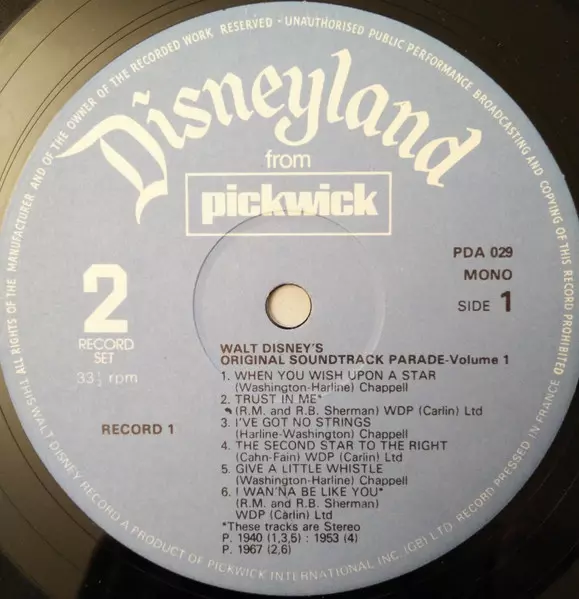 ALL RIGHTS OF THE MANUFACTURER AND OF THE OWNER OF THE RECORDED WORK RESERVED - UNAUTHORISED PUBLIC PERFORMANCE BROADCASTING AND COPYING OF THIS RECORD PROHIBITED
Disneyland
from
pickwick
PDA 029
MONO
SIDE 1
2
RECORD
SET
33⅓ rpm
RECORD 1
WALT DISNEY'S
ORIGINAL SOUNDTRACK PARADE-Volume 1
1. WHEN YOU WISH UPON A STAR
(Washington-Harline) Chappell
2. TRUST IN ME*
(R.M. and R.B. Sherman) WDP (Carlin) Ltd
3. I'VE GOT NO STRINGS
(Harline-Washington) Chappell
4. THE SECOND STAR TO THE RIGHT
(Cahn-Fain) WDP (Carlin) Ltd
5. GIVE A LITTLE WHISTLE
(Washington-Harline) Chappell
6. I WAN'NA BE LIKE YOU*
(R.M. and R.B. Sherman)
WDP (Carlin) Ltd
*These tracks are Stereo
P. 1940 (1,3,5) : 1953 (4)
P. 1967 (2,6)
THIS WALT DISNEY RECORD A PRODUCT OF PICKWICK INTERNATIONAL INC. (GB) LTD. RECORD PRESSED IN FRANCE